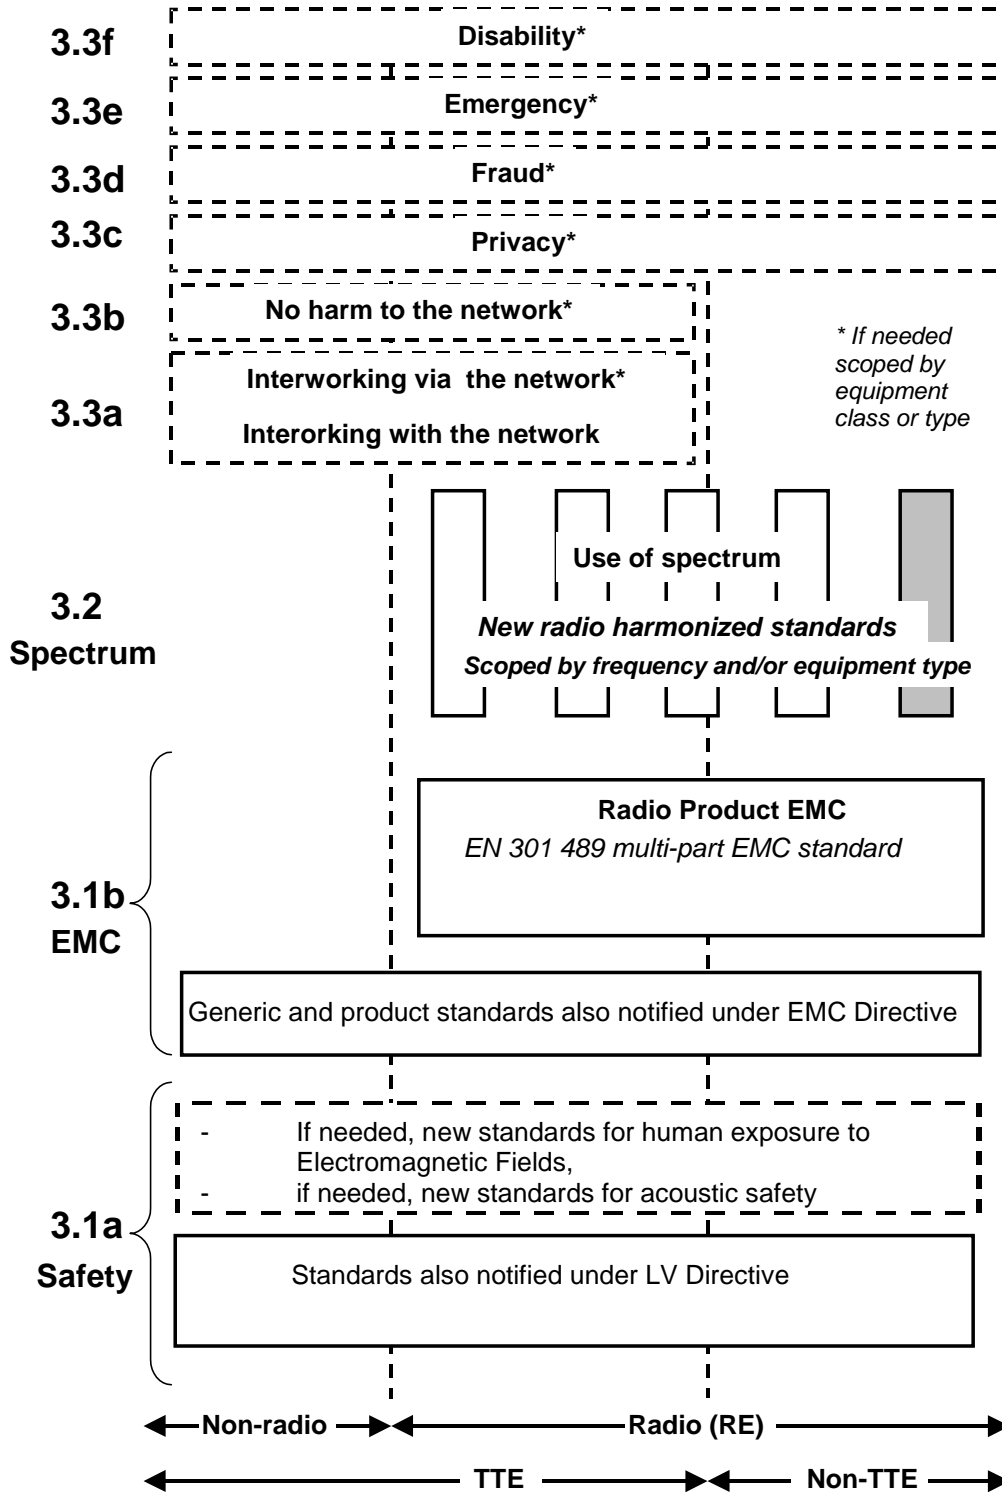 3.3f
Disability*
3.3e
Emergency*
3.3d
Fraud*
3.3c
Privacy*
3.3b
No harm to the network*
* If needed
scoped by
equipment
class or type
3.3a
Interworking via the network*
Interorking with the network
3.2
Spectrum
Use of spectrum
New radio harmonized standards
Scoped by frequency and/or equipment type
3.1b
EMC
Radio Product EMC
EN 301 489 multi-part EMC standard
Generic and product standards also notified under EMC Directive
3.1a
Safety
- If needed, new standards for human exposure to
Electromagnetic Fields,
- if needed, new standards for acoustic safety
Standards also notified under LV Directive
Non-radio
Radio (RE)
TTE
Non-TTE